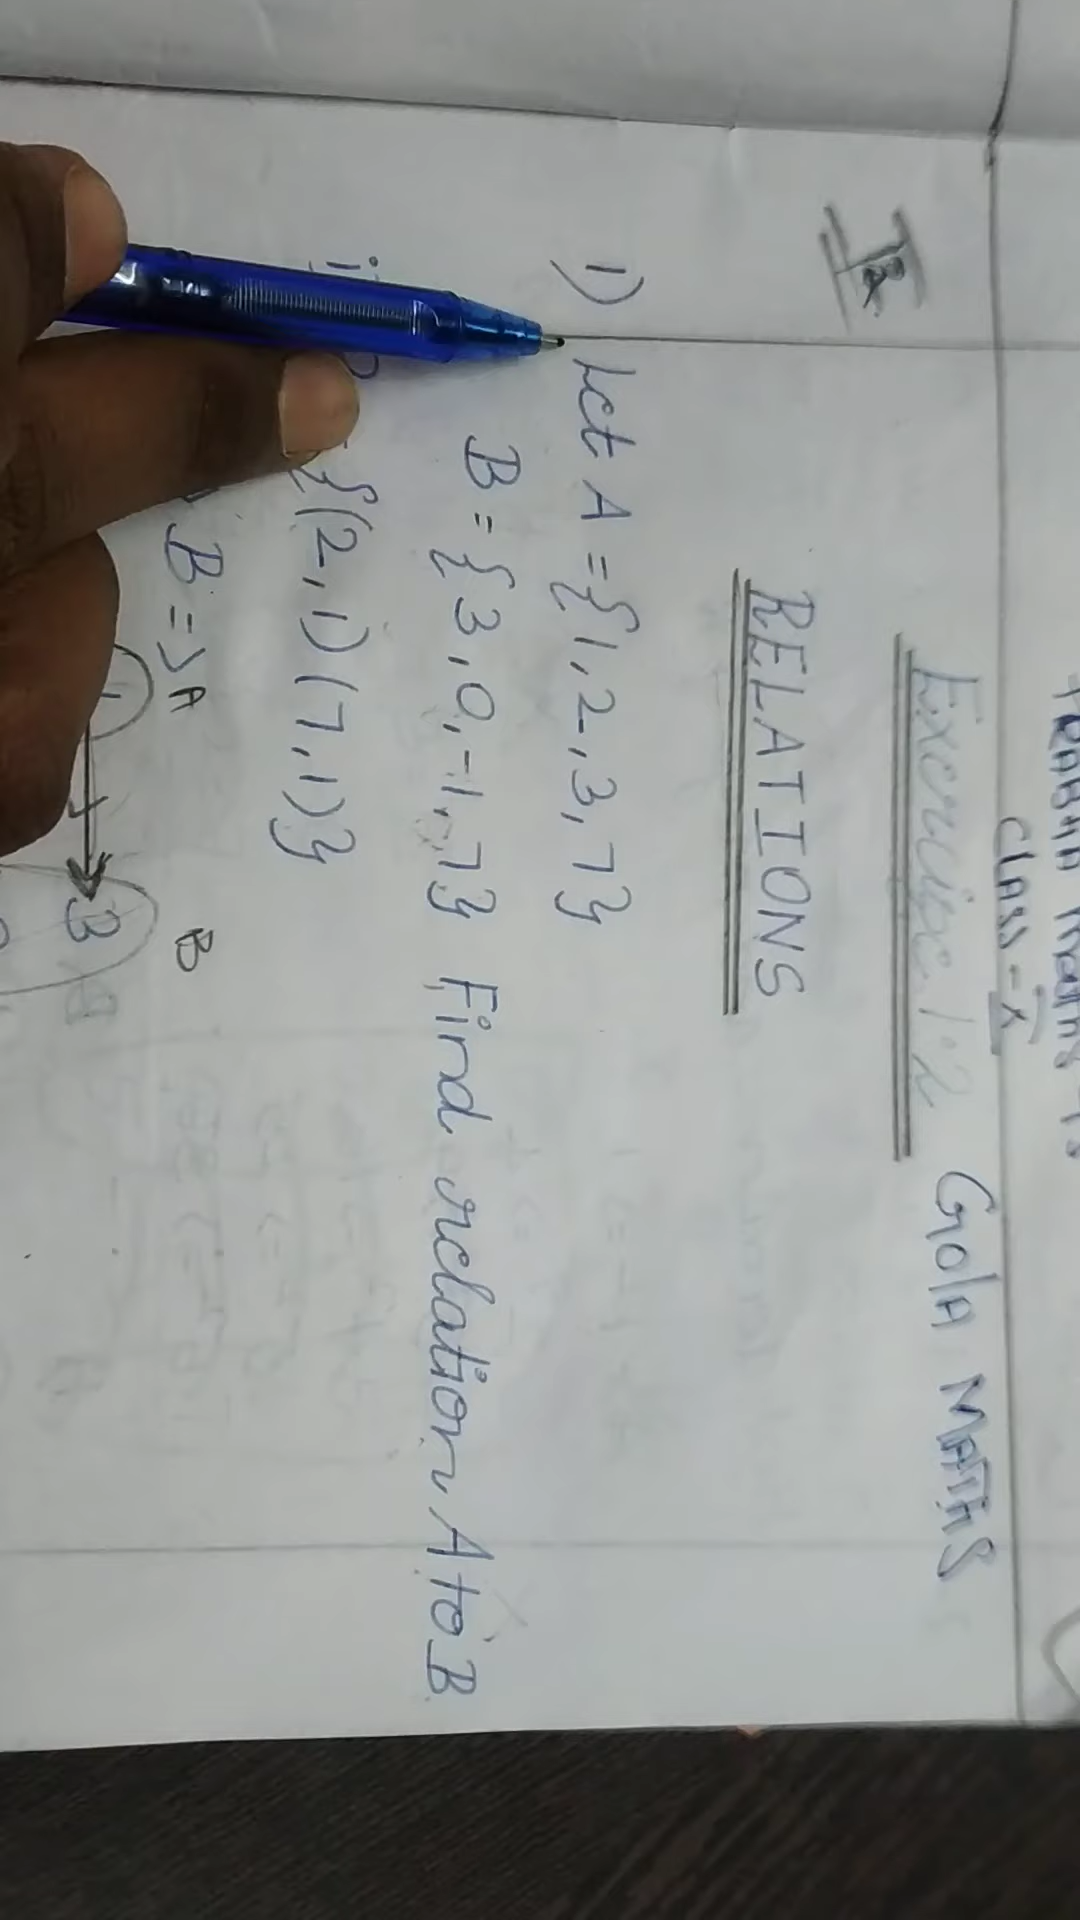 CLASS - X
Exercise 1.2 GOlA MATHS
RELATIONS
1) Let A = {1, 2, 3, 7}
B = {3, 0, -1, 7} Find relation A to B
{(2, 1) (7, 1)}
B => A
B
3